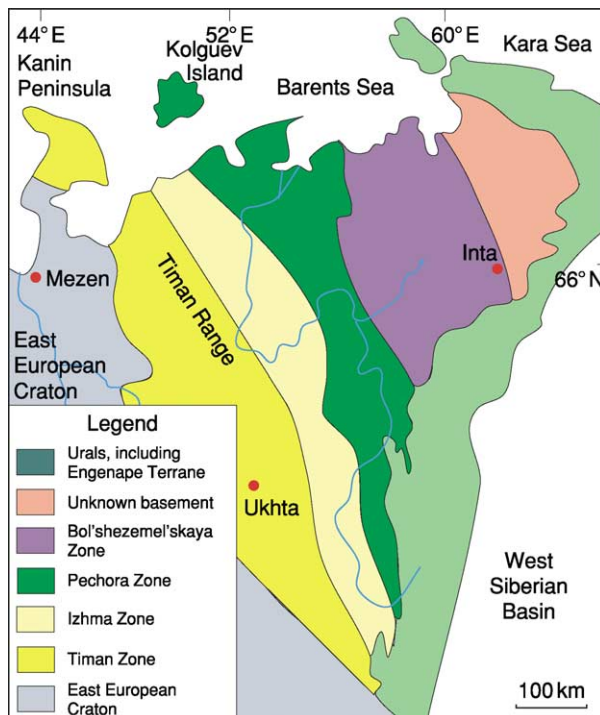 44°E
52°E
60°E
Kanin
Peninsula
Kolguev
Island
Barents Sea
Kara Sea
Inta
66°N
Mezen
Timan Range
East
European
Craton
Ukhta
West
Siberian
Basin
100 km
Legend
Urals, including
Engenape Terrane
Unknown basement
Bol'shezemel'skaya
Zone
Pechora Zone
Izhma Zone
Timan Zone
East European
Craton